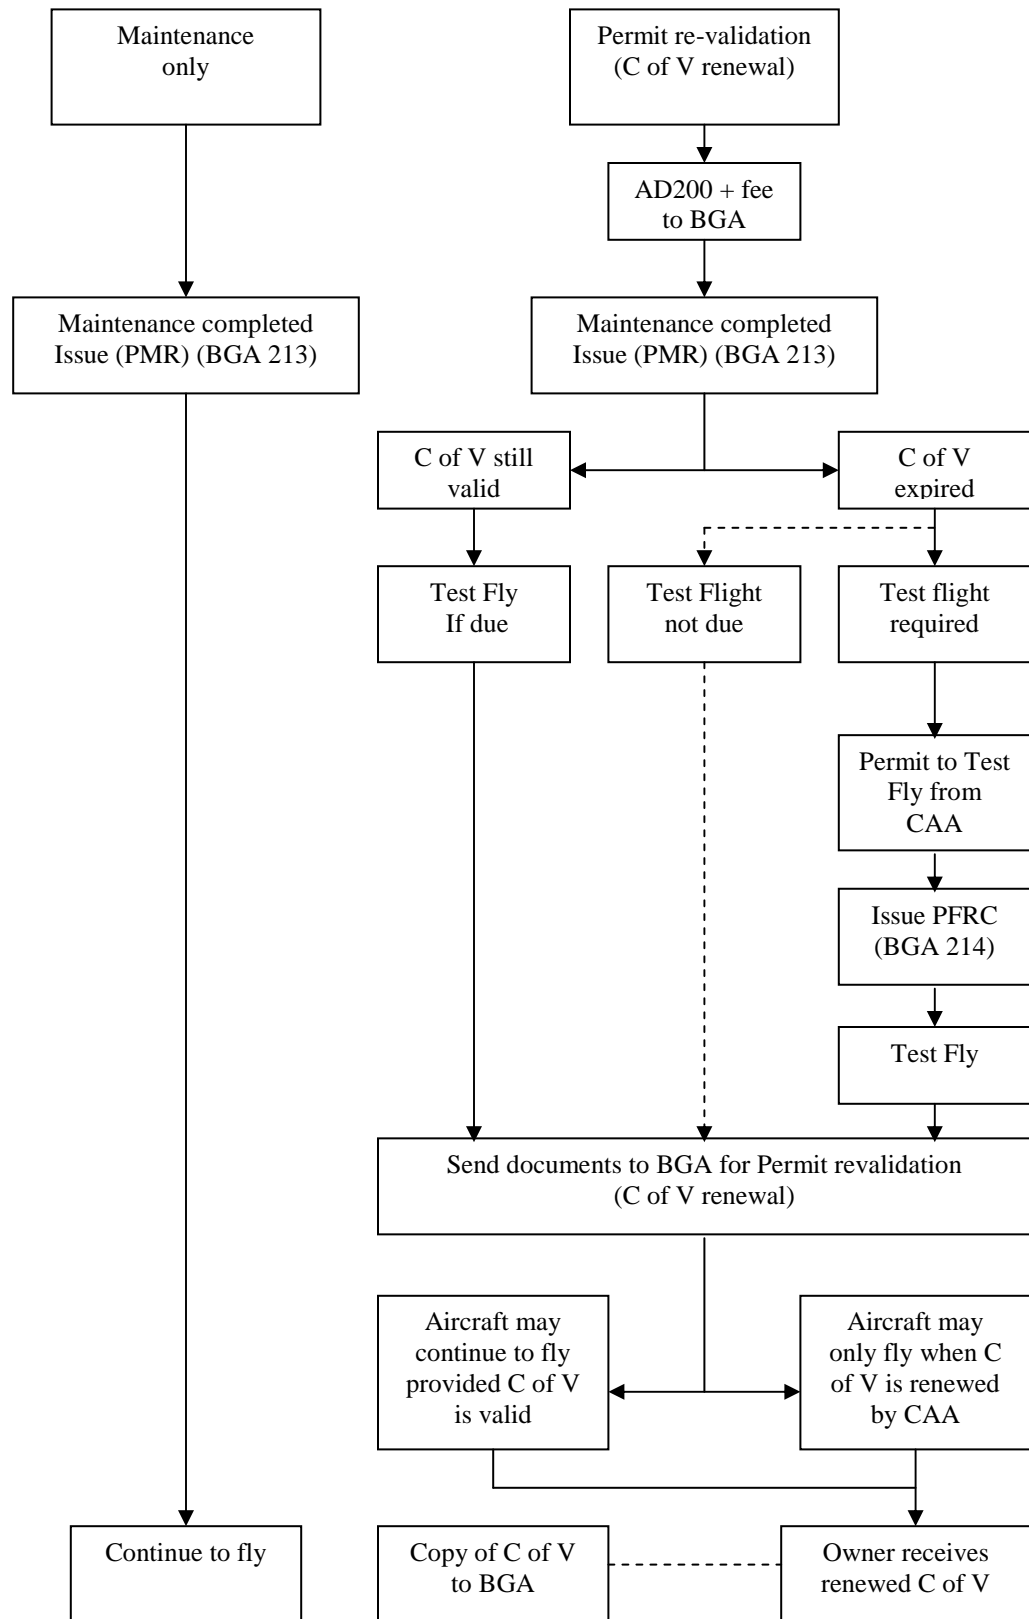 Maintenance
only
Permit re-validation
(C of V renewal)
AD200 + fee
to BGA
Maintenance completed
Issue (PMR) (BGA 213)
Maintenance completed
Issue (PMR) (BGA 213)
C of V still
valid
C of V
expired
Test Fly
If due
Test Flight
not due
Test flight
required
Permit to Test
Fly from
CAA
Issue PFRC
(BGA 214)
Test Fly
Send documents to BGA for Permit revalidation
(C of V renewal)
Aircraft may
continue to fly
provided C of V
is valid
Aircraft may
only fly when C
of V is renewed
by CAA
Continue to fly
Copy of C of V
to BGA
Owner receives
renewed C of V